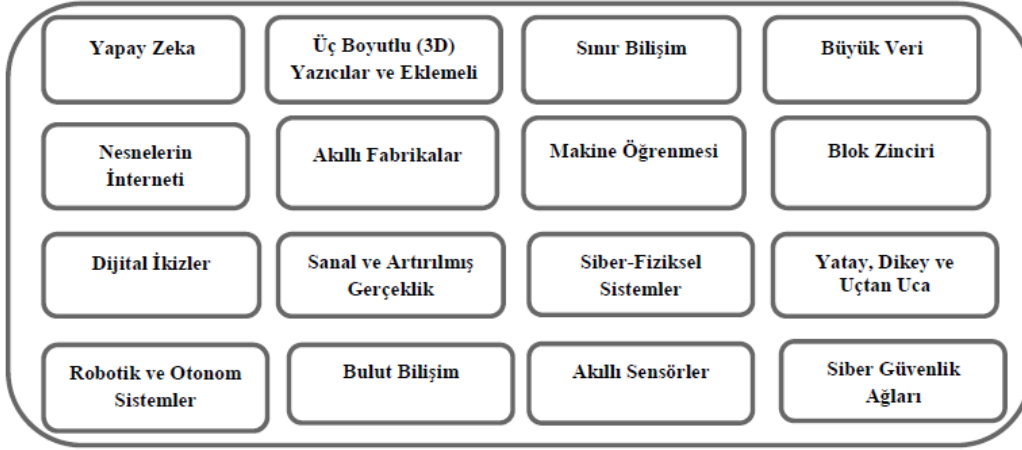 Yapay Zeka
Üç Boyutlu (3D)
Yazıcılar ve Eklemeli
Sınır Bilişim
Büyük Veri
Nesnelerin
İnterneti
Akıllı Fabrikalar
Makine Öğrenmesi
Blok Zinciri
Dijital İkizler
Sanal ve Artırılmış
Gerçeklik
Siber-Fiziksel
Sistemler
Yatay, Dikey ve
Uçtan Uca
Robotik ve Otonom
Sistemler
Bulut Bilişim
Akıllı Sensörler
Siber Güvenlik
Ağları